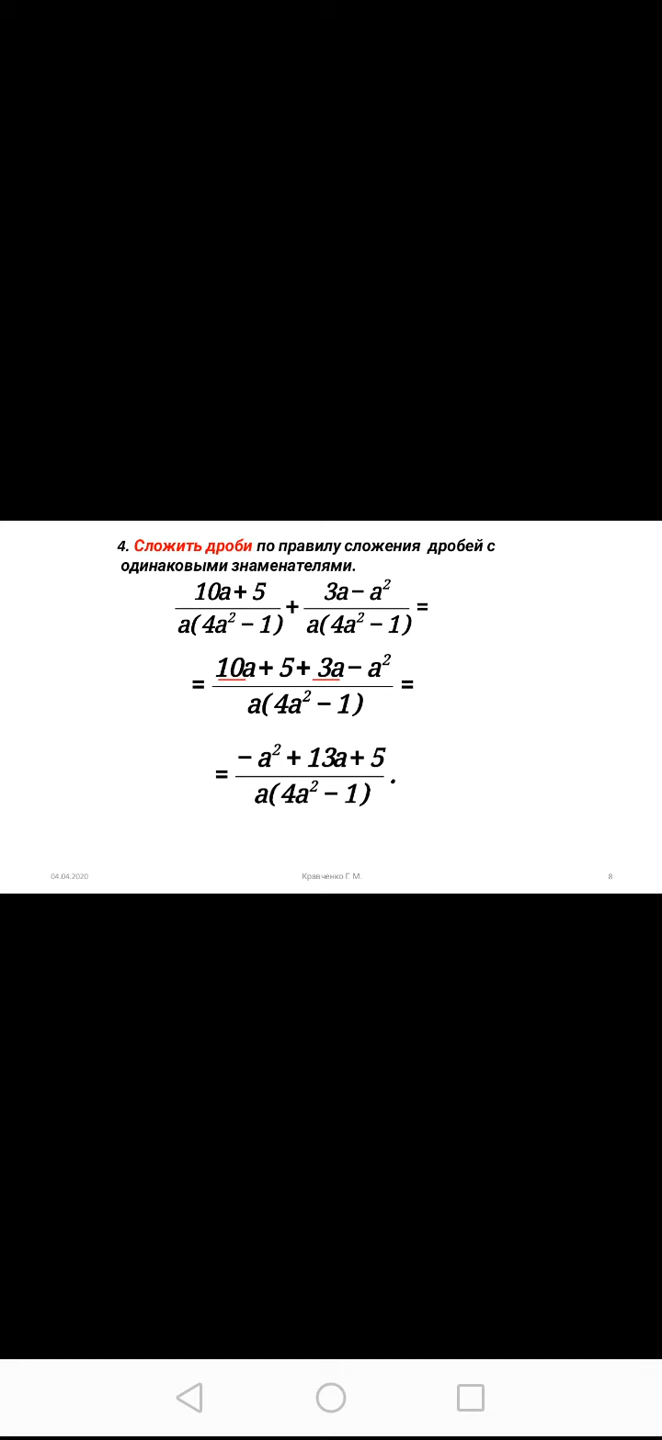 4. Сложить дроби по правилу сложения дробей с
одинаковыми знаменателями.
10a + 5 / a(4a² − 1) + 3a − a² / a(4a² − 1) =
= 10a + 5 + 3a − a² / a(4a² − 1) =
= − a² + 13a + 5 / a(4a² − 1) .
04.04.2020 Кравченко Г. М. 8